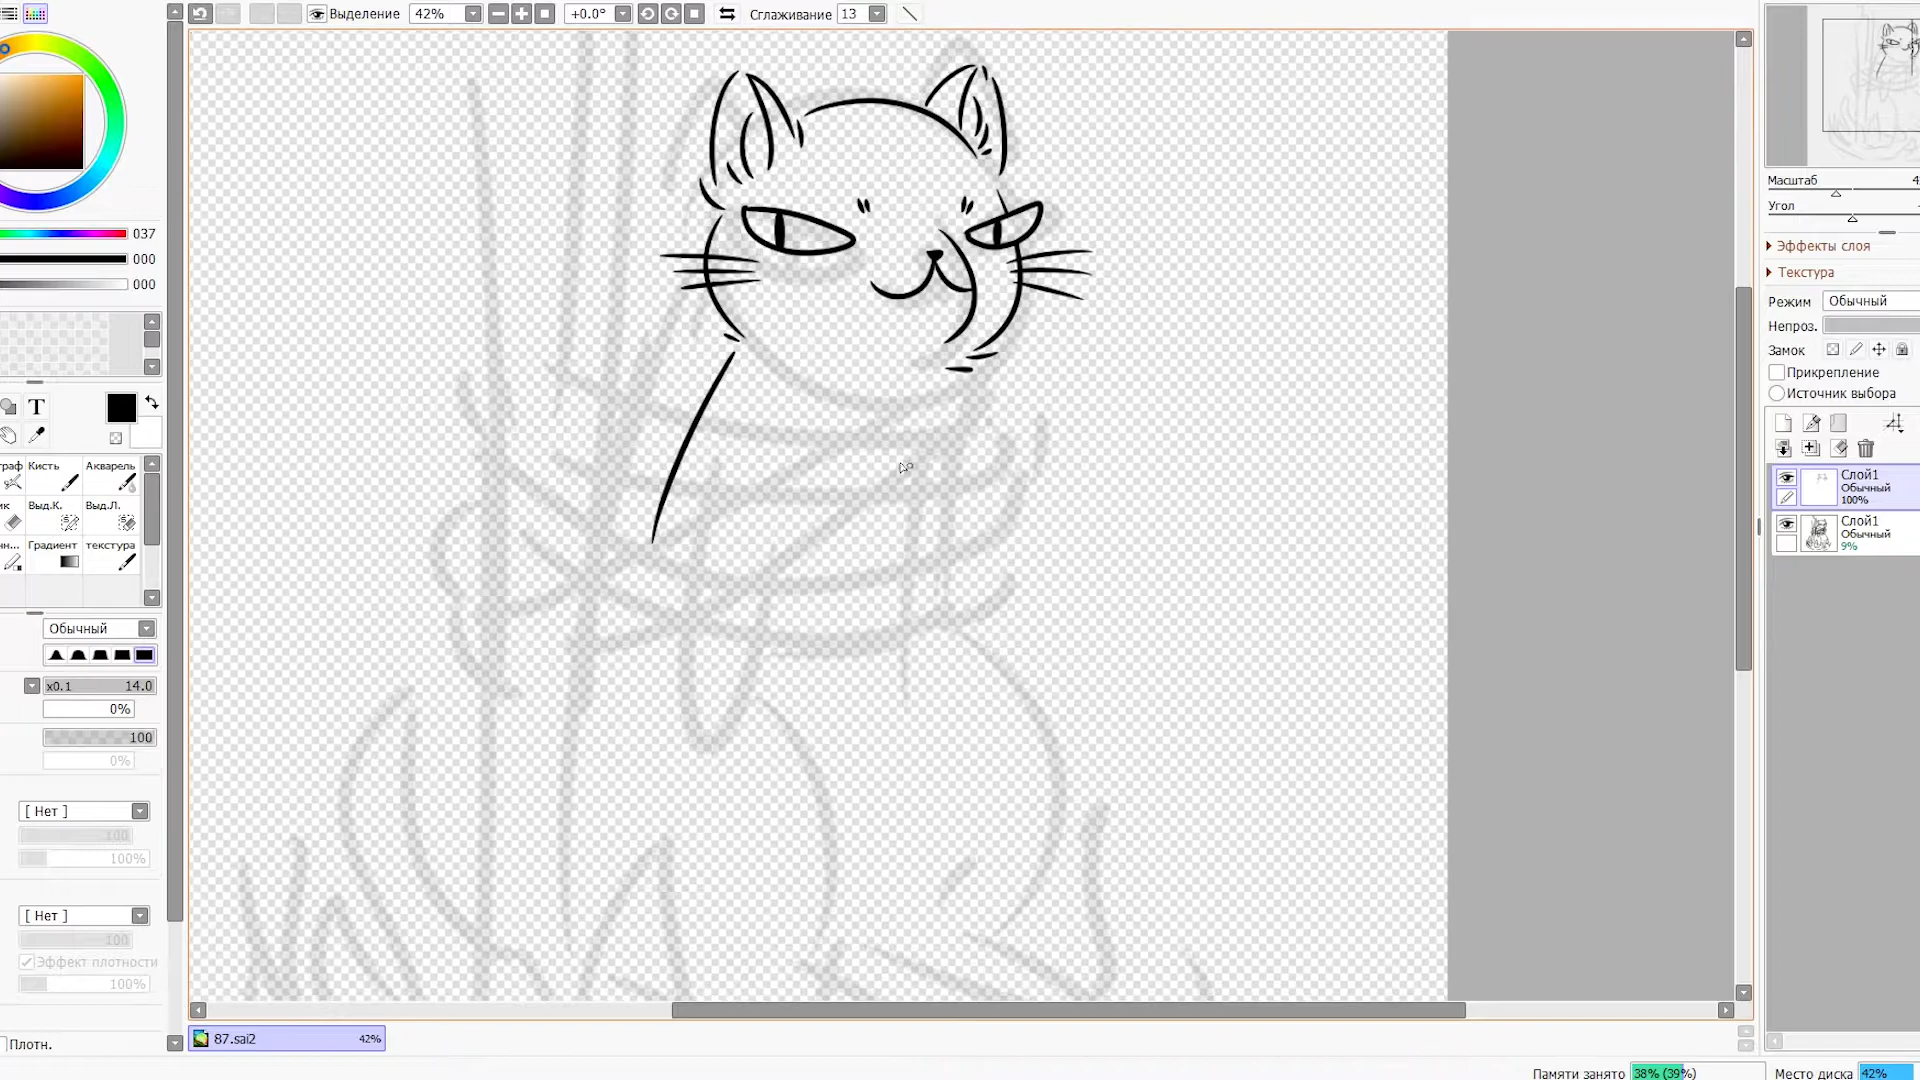 Выделение 42% +0.0° Сглаживание 13
037
000
000
T
Кисть Акварель
Выд.К. Выд.Л.
Градиент текстура
Обычный
x0.1 14.0
0%
100
0%
[ Нет ]
100
100%
[ Нет ]
100
Эффект плотности
100%
Плотн.
87.sai2 42%
Масштаб
Угол
Эффекты слоя
Текстура
Режим Обычный
Непроз.
Замок
Прикрепление
Источник выбора
Слой1
Обычный
100%
Слой1
Обычный
9%
Памяти занято 38% (39%) Место диска 42%